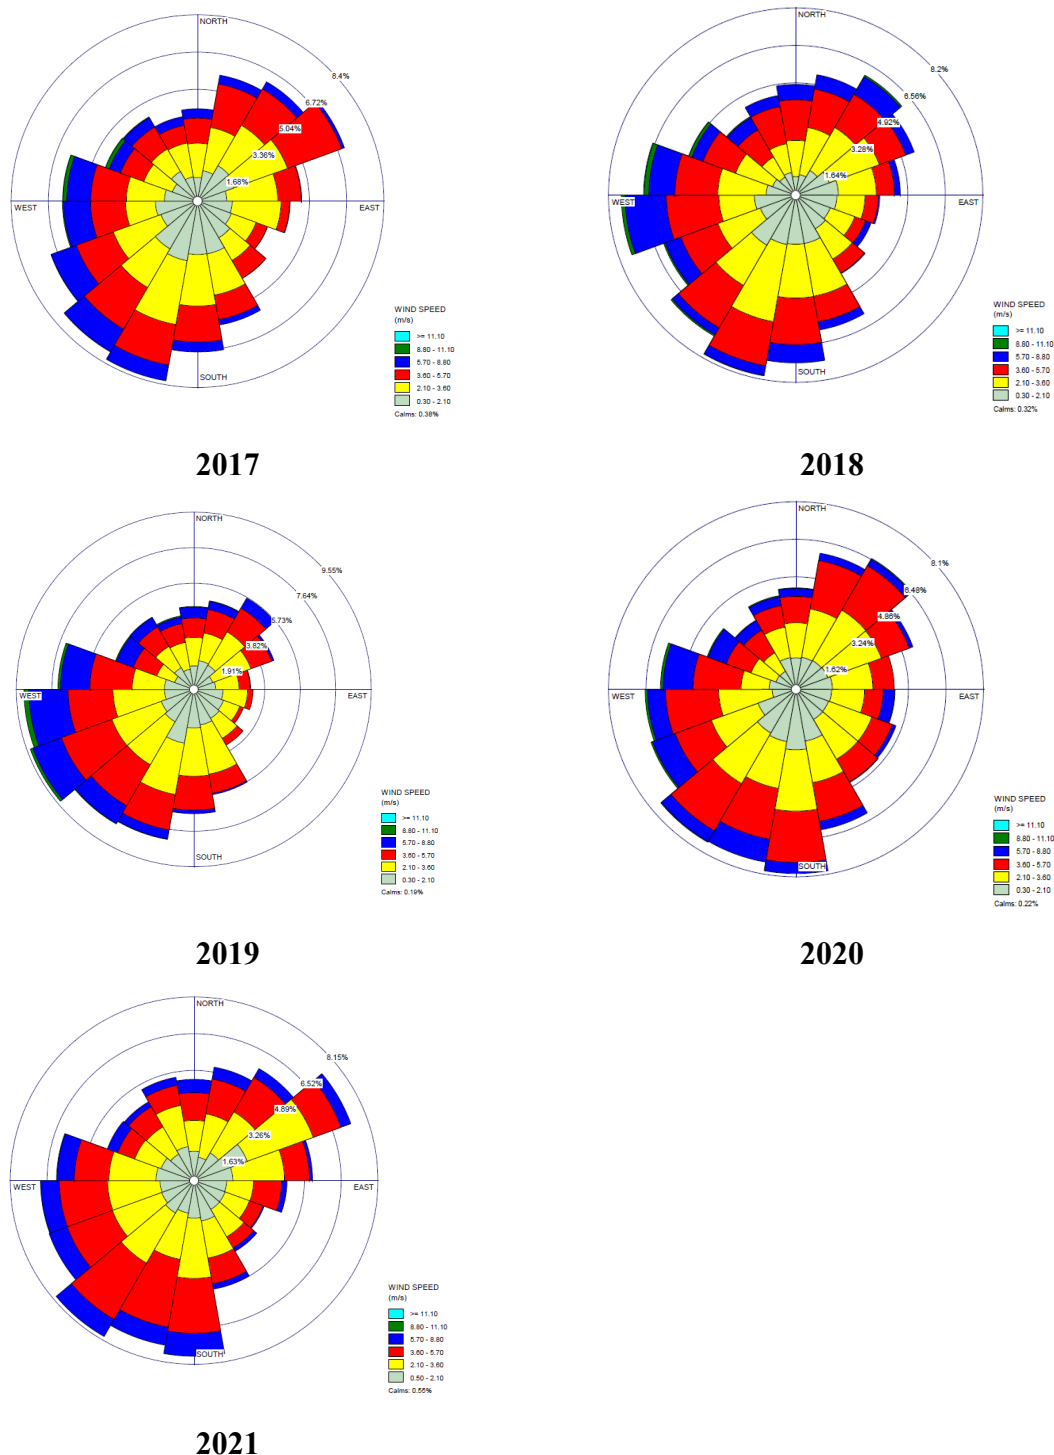 NORTH
8.4%
6.72%
5.04%
3.36%
1.68%
WEST
EAST
SOUTH
WIND SPEED
(m/s)
>= 11.10
8.80 - 11.10
5.70 - 8.80
3.60 - 5.70
2.10 - 3.60
0.30 - 2.10
Calms: 0.38%
2017
NORTH
8.2%
6.56%
4.92%
3.28%
1.64%
WEST
EAST
SOUTH
WIND SPEED
(m/s)
>= 11.10
8.80 - 11.10
5.70 - 8.80
3.60 - 5.70
2.10 - 3.60
0.30 - 2.10
Calms: 0.32%
2018
NORTH
9.55%
7.64%
5.73%
3.82%
1.91%
WEST
EAST
SOUTH
WIND SPEED
(m/s)
>= 11.10
8.80 - 11.10
5.70 - 8.80
3.60 - 5.70
2.10 - 3.60
0.30 - 2.10
Calms: 0.19%
2019
NORTH
8.1%
6.48%
4.86%
3.24%
1.62%
WEST
EAST
SOUTH
WIND SPEED
(m/s)
>= 11.10
8.80 - 11.10
5.70 - 8.80
3.60 - 5.70
2.10 - 3.60
0.30 - 2.10
Calms: 0.22%
2020
NORTH
8.15%
6.52%
4.89%
3.26%
1.63%
WEST
EAST
SOUTH
WIND SPEED
(m/s)
>= 11.10
8.80 - 11.10
5.70 - 8.80
3.60 - 5.70
2.10 - 3.60
0.50 - 2.10
Calms: 0.56%
2021